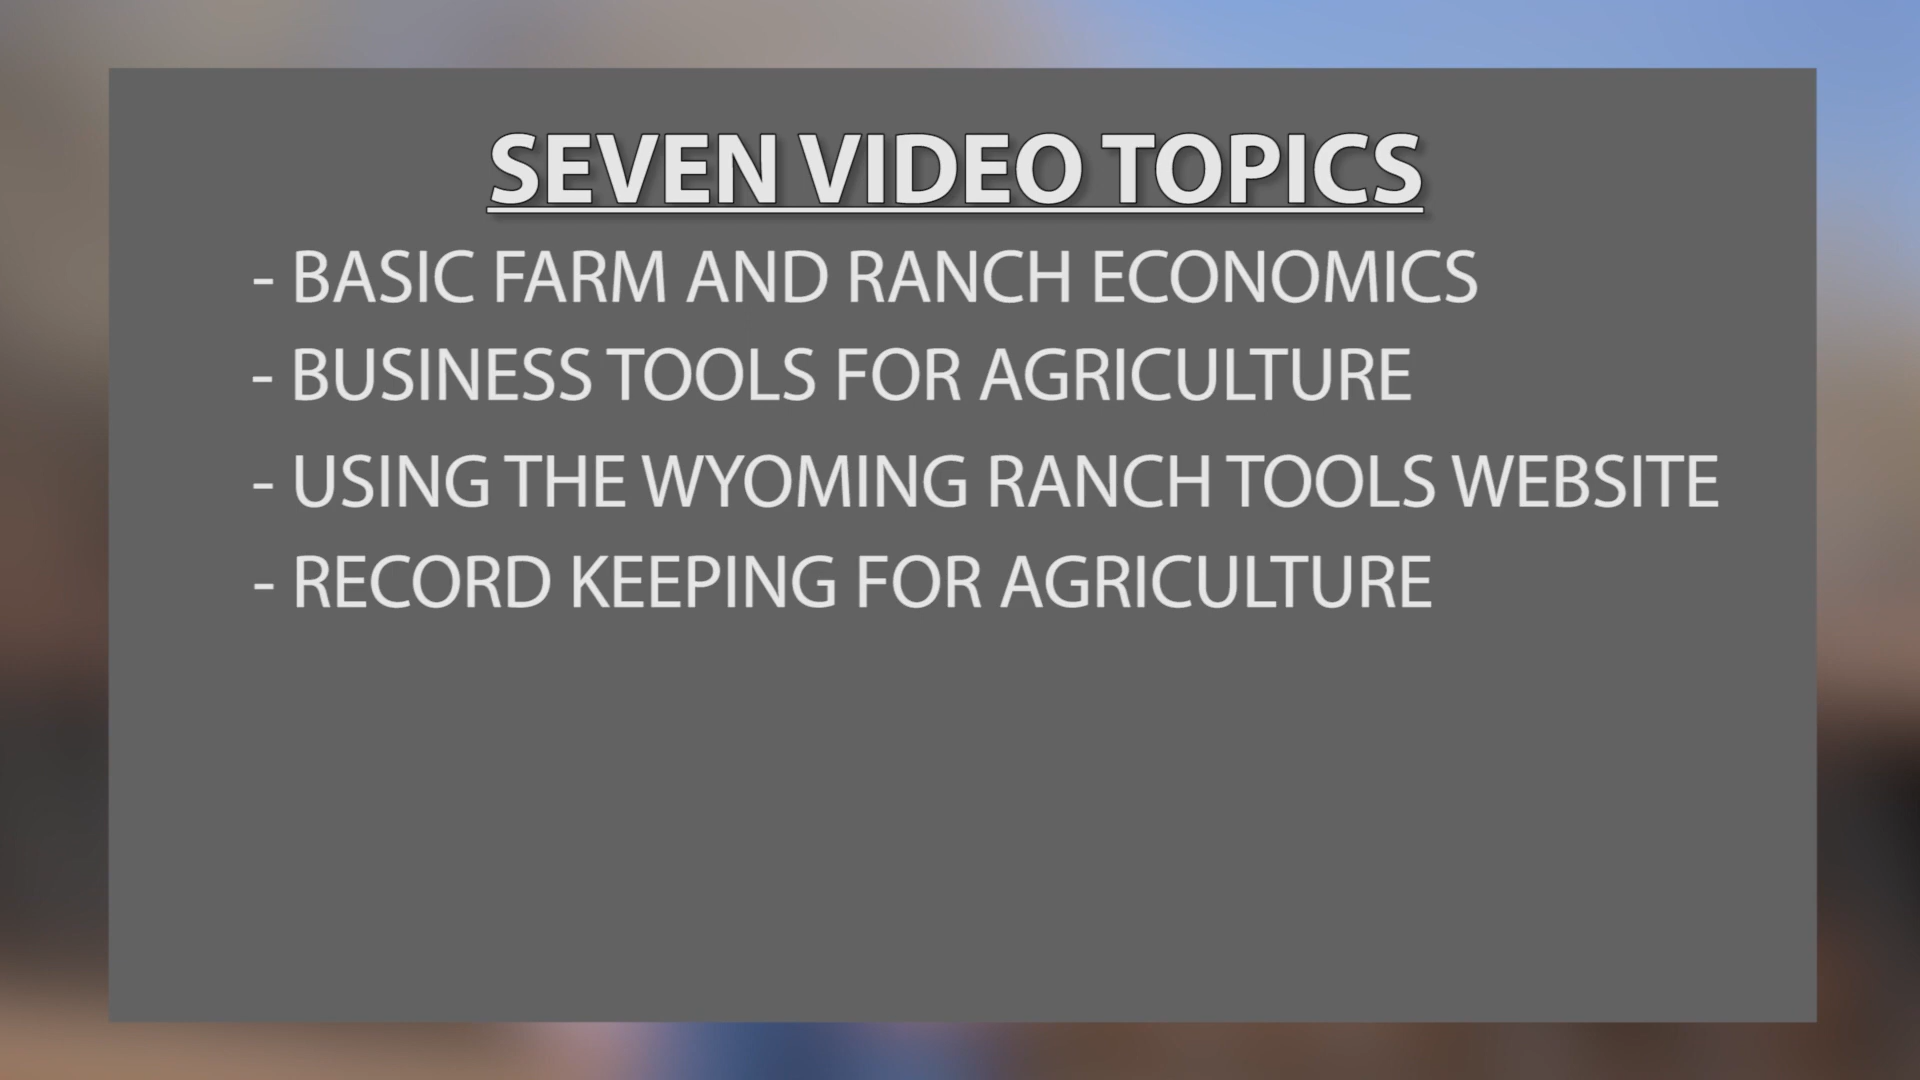 SEVEN VIDEO TOPICS
- BASIC FARM AND RANCH ECONOMICS
- BUSINESS TOOLS FOR AGRICULTURE
- USING THE WYOMING RANCH TOOLS WEBSITE
- RECORD KEEPING FOR AGRICULTURE